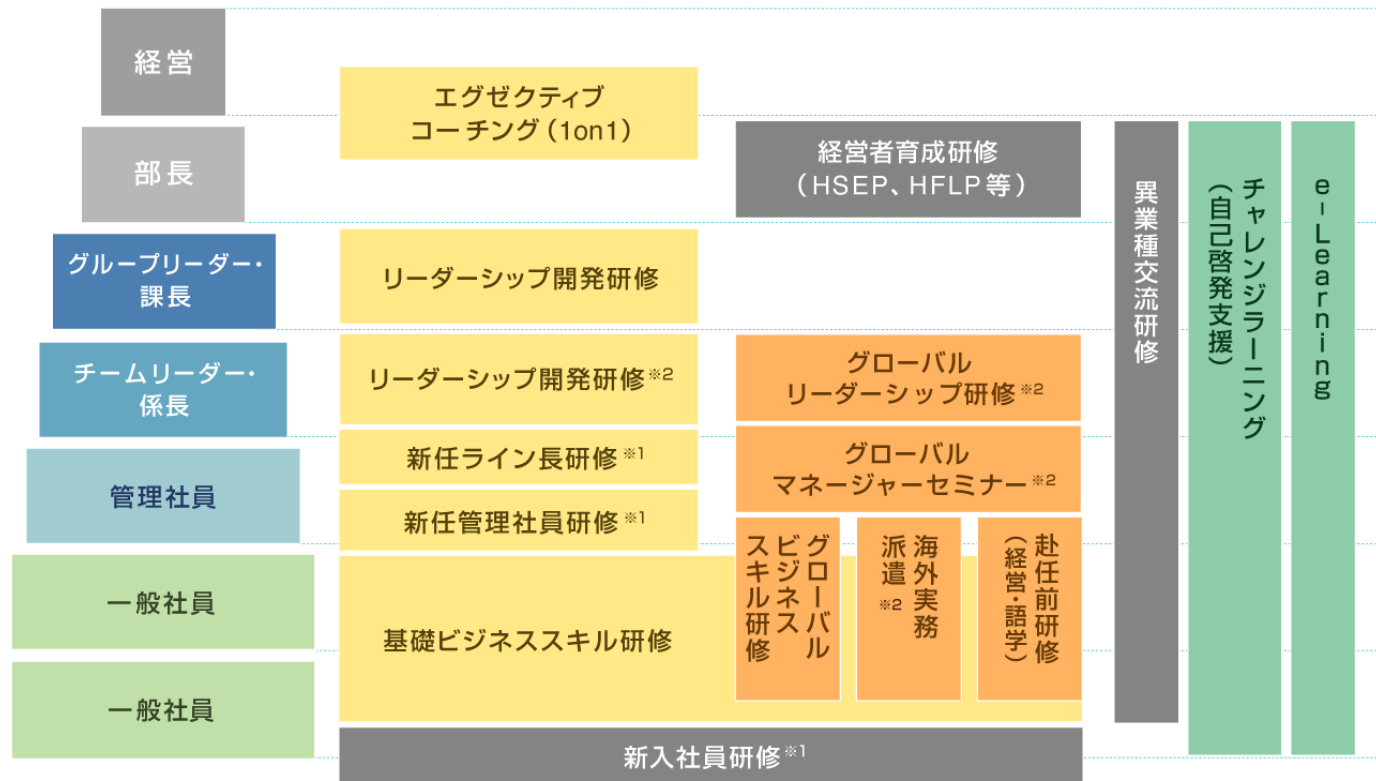 経営
エグゼクティブ
コーチング（1on1）
部長
経営者育成研修
（HSEP、HFLP等）
グループリーダー・
課長
リーダーシップ開発研修
チームリーダー・
係長
リーダーシップ開発研修※2
グローバル
リーダーシップ研修※2
管理社員
新任ライン長研修※1
新任管理社員研修※1
グローバル
マネージャーセミナー※2
一般社員
一般社員
基礎ビジネススキル研修
グローバル
ビジネス
スキル研修
海外実務
派遣※2
赴任前研修
（経営・語学）
新入社員研修※1
異業種交流研修
チャレンジラーニング
（自己啓発支援）
e-Learning